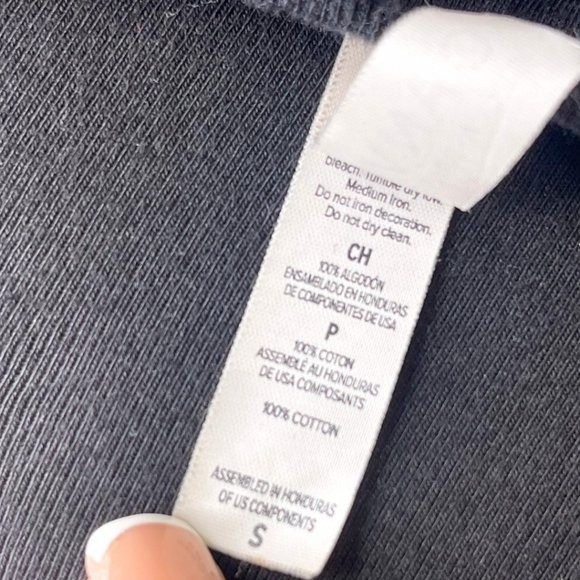 bleach. Tumble dry low.
Medium Iron.
Do not iron decoration.
Do not dry clean.
CH
100% ALGODÓN
ENSAMBLADO EN HONDURAS
DE COMPONENTES DE USA
P
100% COTON
ASSEMBLÉ AU HONDURAS
DE USA COMPOSANTS
100% COTTON
ASSEMBLED IN HONDURAS
OF US COMPONENTS
S